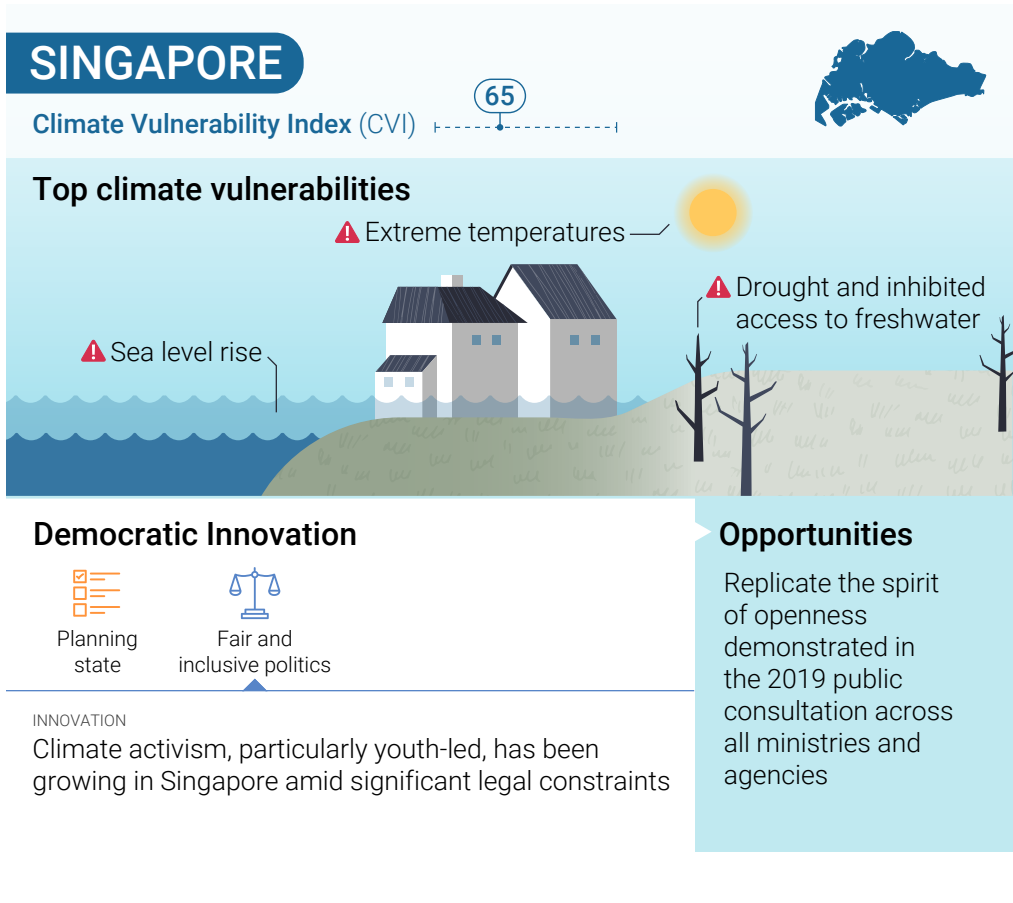 SINGAPORE
Climate Vulnerability Index (CVI)
65
Top climate vulnerabilities
Extreme temperatures
Drought and inhibited
access to freshwater
Sea level rise
Democratic Innovation
Planning
state
Fair and
inclusive politics
INNOVATION
Climate activism, particularly youth-led, has been
growing in Singapore amid significant legal constraints
Opportunities
Replicate the spirit
of openness
demonstrated in
the 2019 public
consultation across
all ministries and
agencies